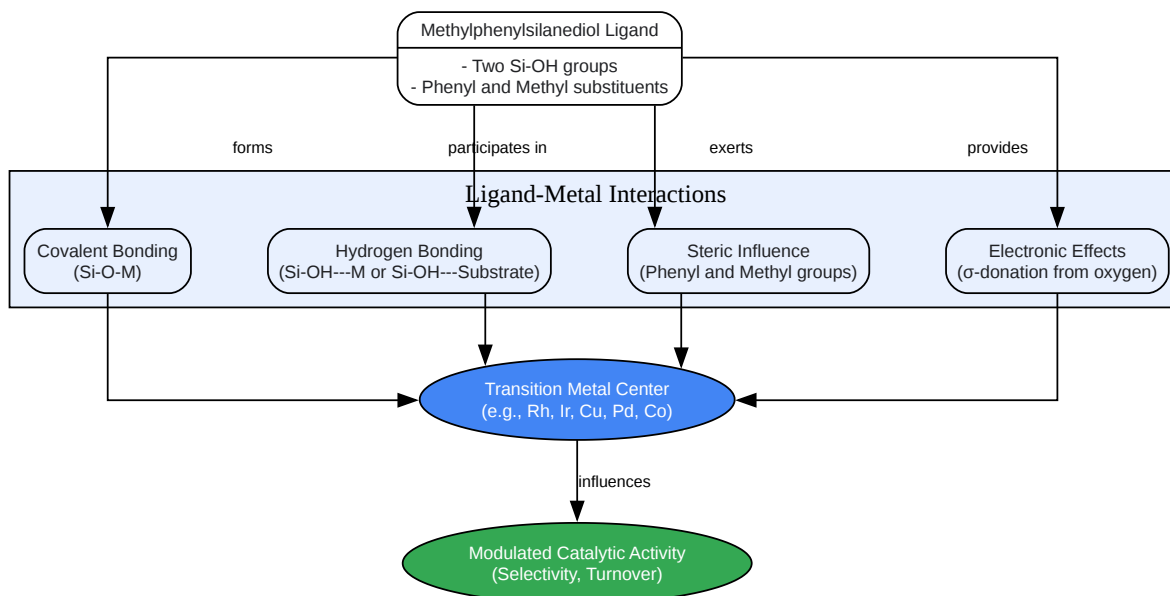 Methylphenylsilanediol Ligand
- Two Si-OH groups
- Phenyl and Methyl substituents
forms
participates in
exerts
provides
Ligand-Metal Interactions
Covalent Bonding
(Si-O-M)
Hydrogen Bonding
(Si-OH---M or Si-OH---Substrate)
Steric Influence
(Phenyl and Methyl groups)
Electronic Effects
(σ-donation from oxygen)
Transition Metal Center
(e.g., Rh, Ir, Cu, Pd, Co)
influences
Modulated Catalytic Activity
(Selectivity, Turnover)